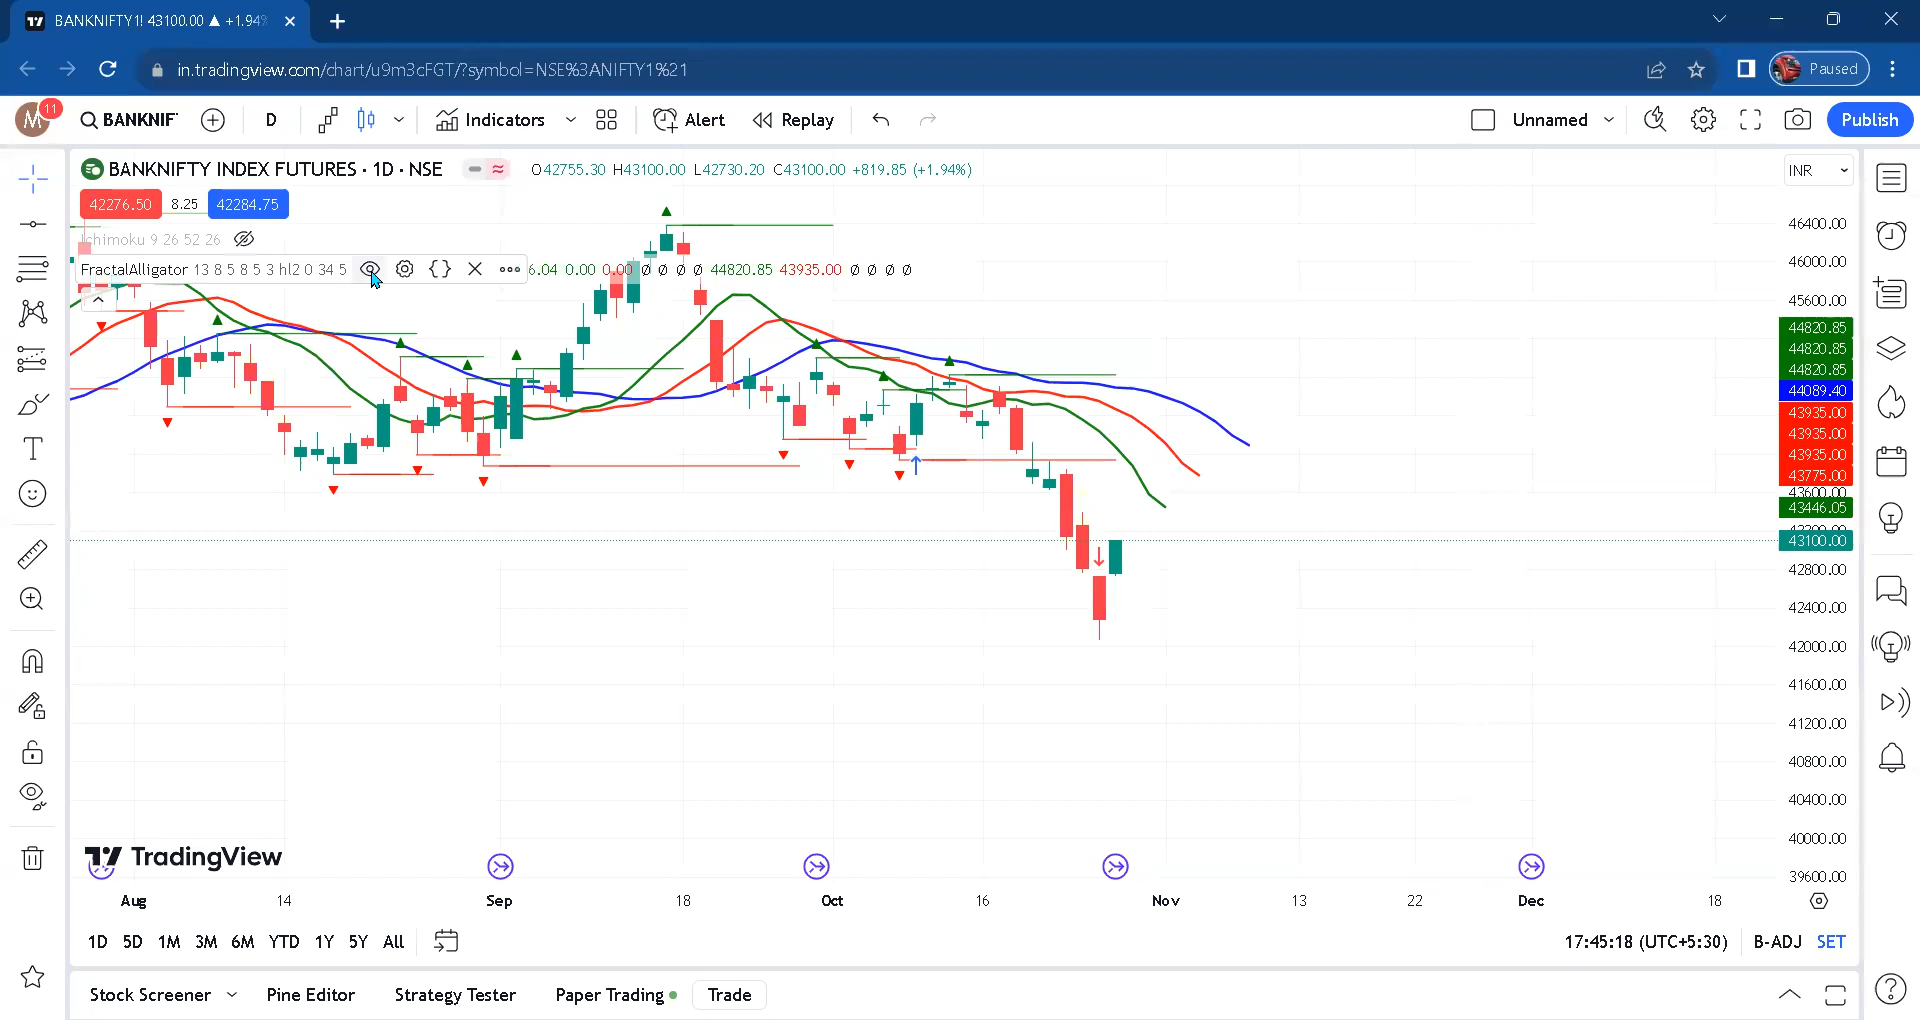 BANKNIFTY1! 43100.00 ▲ +1.94%
in.tradingview.com/chart/u9m3cFGT/?symbol=NSE%3ANIFTY1%21
Paused
M 11
BANKNIF
D
Indicators
Alert
Replay
Unnamed
Publish
BANKNIFTY INDEX FUTURES · 1D · NSE
O42755.30 H43100.00 L42730.20 C43100.00 +819.85 (+1.94%)
INR
42276.50 8.25 42284.75
Ichimoku 9 26 52 26
FractalAlligator 13 8 5 8 5 3 hl2 0 34 5
6.04 0.00 0.00 Ø Ø Ø Ø 44820.85 43935.00 Ø Ø Ø Ø
46400.00
46000.00
45600.00
44820.85
44820.85
44820.85
44089.40
43935.00
43935.00
43935.00
43775.00
43600.00
43446.05
43100.00
42800.00
42400.00
42000.00
41600.00
41200.00
40800.00
40400.00
40000.00
39600.00
TradingView
Aug 14 Sep 18 Oct 16 Nov 13 22 Dec 18
1D 5D 1M 3M 6M YTD 1Y 5Y All
17:45:18 (UTC+5:30) B-ADJ SET
Stock Screener Pine Editor Strategy Tester Paper Trading Trade